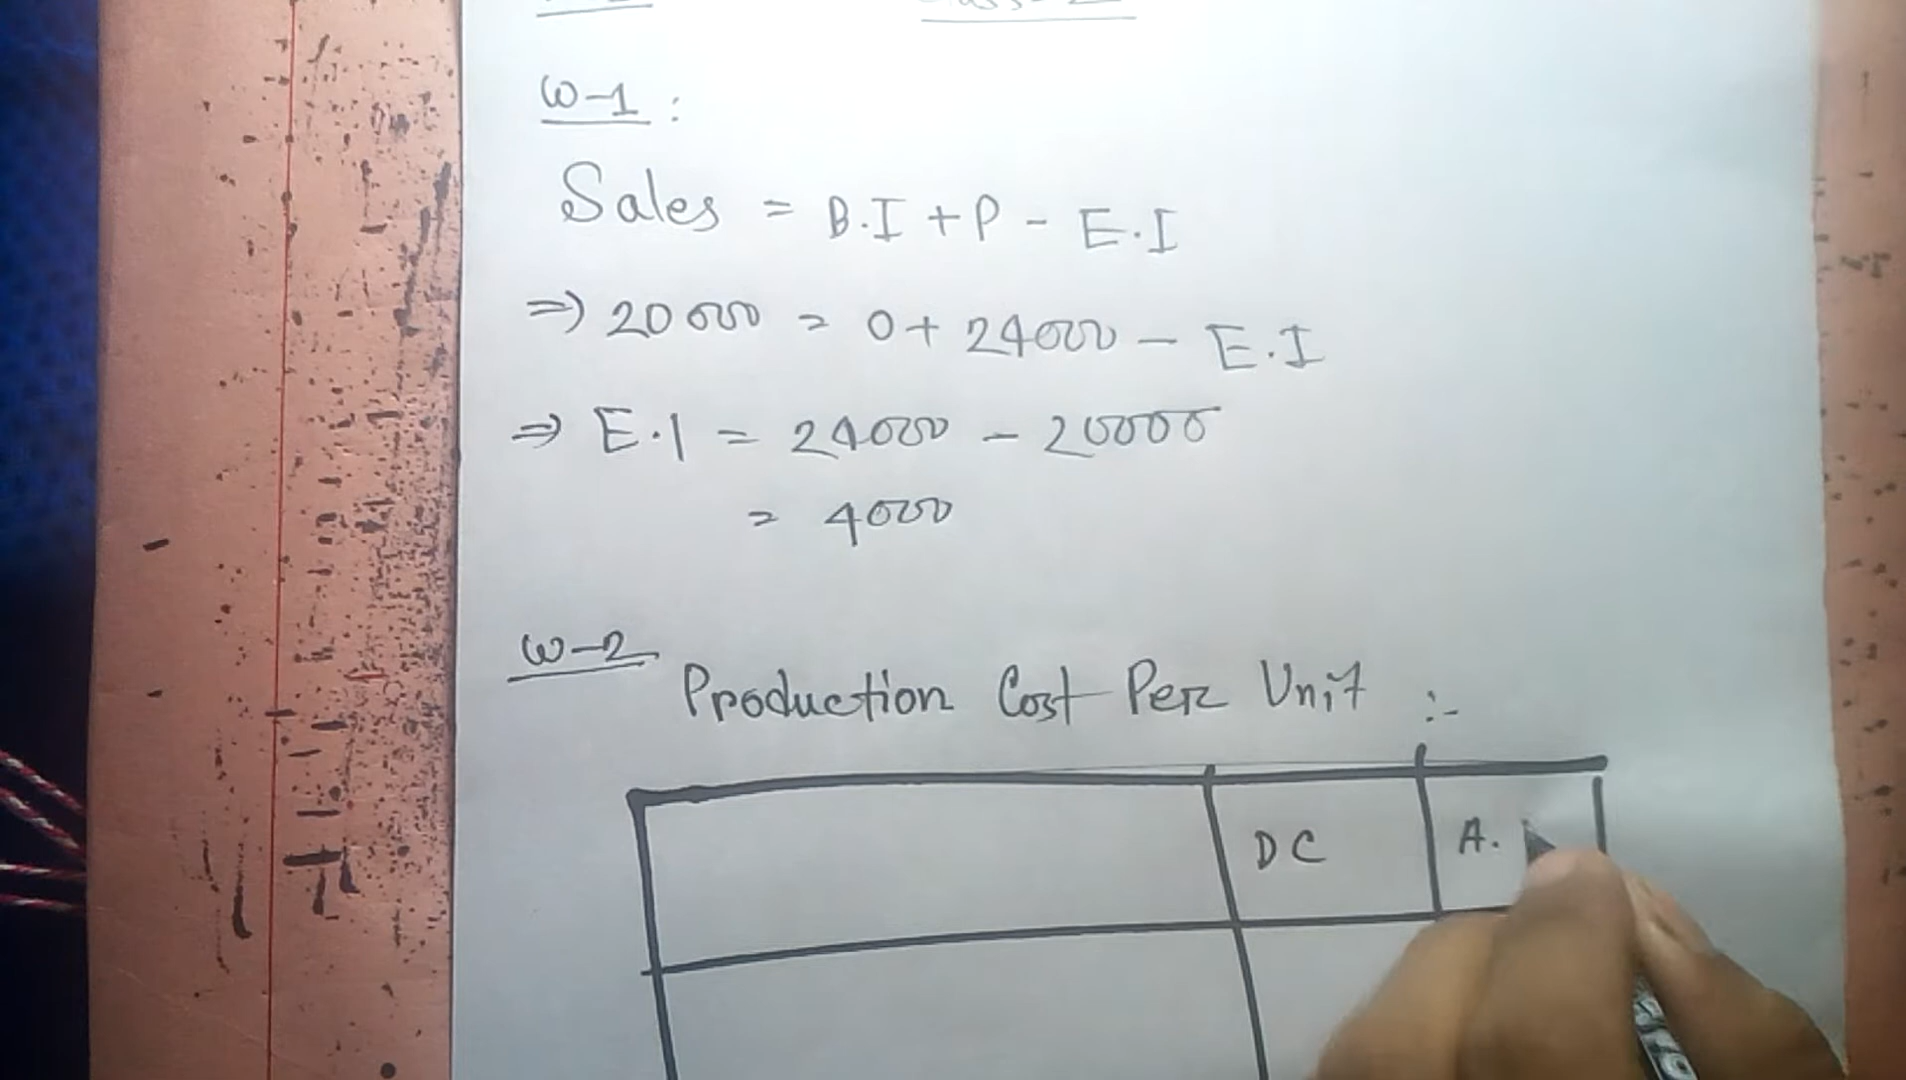 W-1 :
Sales = B.I + P - E.I
⇒ 20000 = 0 + 24000 - E.I
⇒ E.I = 24000 - 20000
= 4000
W-2 Production Cost Per Unit :-
DC A.